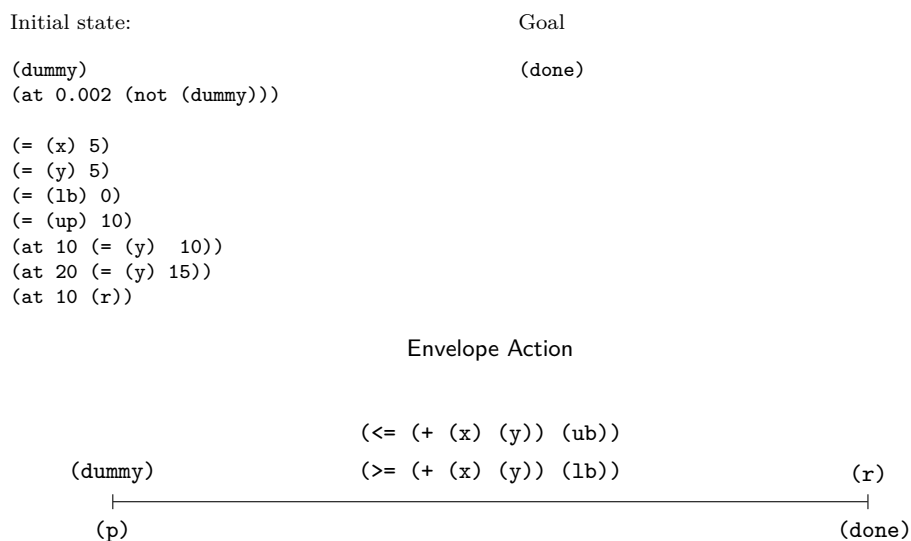 Initial state:
Goal
(dummy)
(done)
(at 0.002 (not (dummy)))
(= (x) 5)
(= (y) 5)
(= (lb) 0)
(= (up) 10)
(at 10 (= (y)  10))
(at 20 (= (y) 15))
(at 10 (r))
Envelope Action
(<= (+ (x) (y)) (ub))
(dummy)
(>= (+ (x) (y)) (lb))
(r)
(p)
(done)